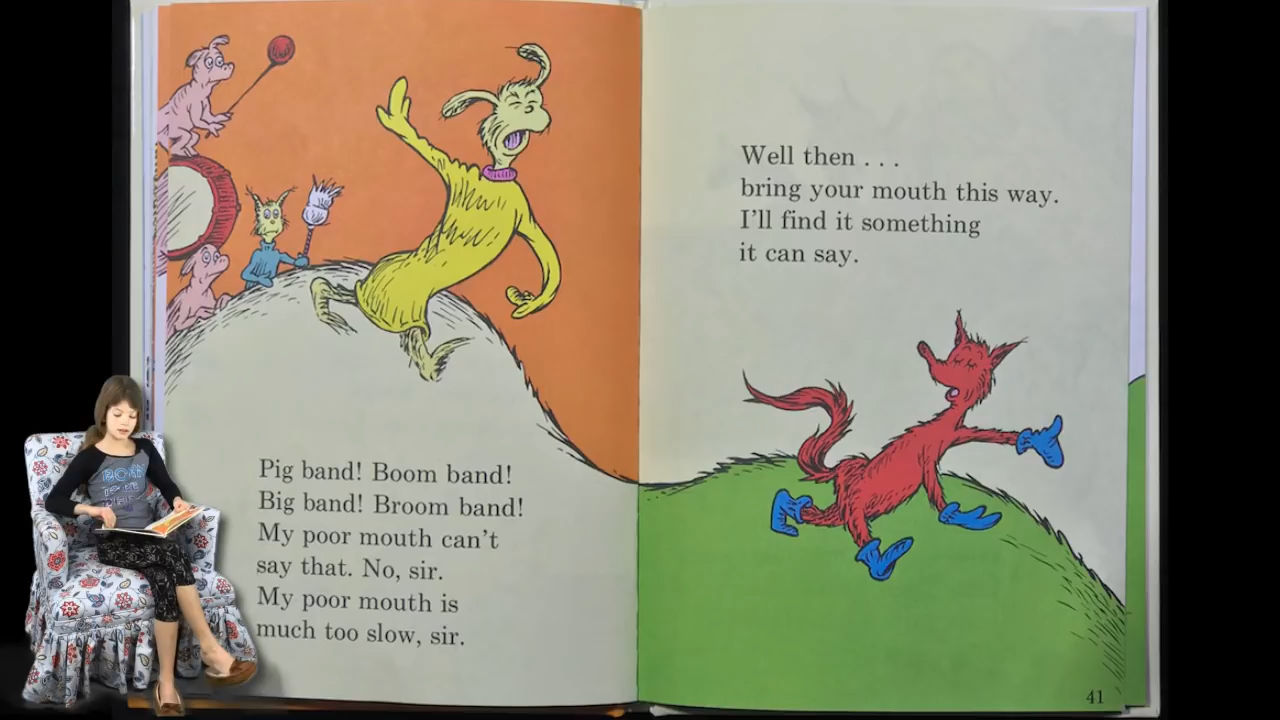 Pig band! Boom band!
Big band! Broom band!
My poor mouth can't
say that. No, sir.
My poor mouth is
much too slow, sir.
Well then . . .
bring your mouth this way.
I'll find it something
it can say.
41